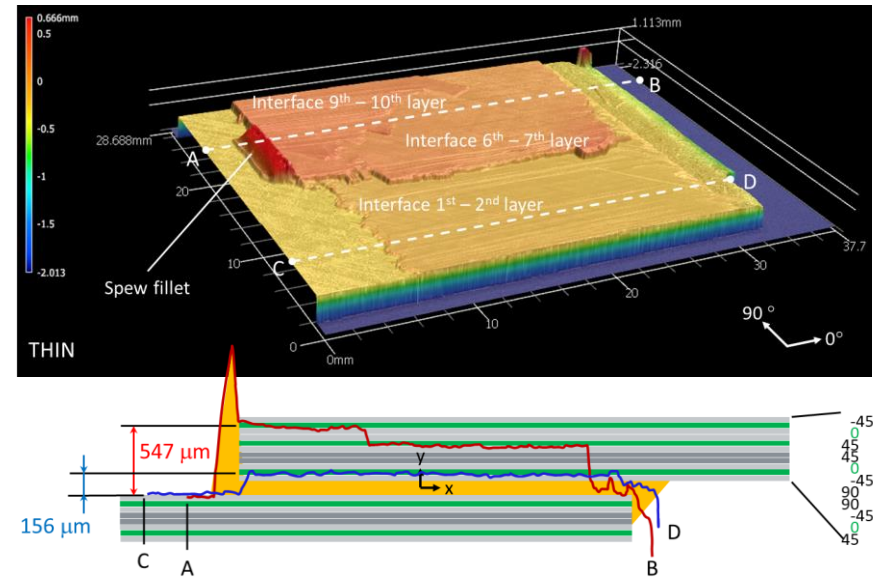 0.666mm
0.5
0
-0.5
-1
-1.5
-2.013
1.113mm
-2.316
B
Interface 9th – 10th layer
Interface 6th – 7th layer
28.688mm
A
20
D
Interface 1st – 2nd layer
10
C
Spew fillet
37.7
30
20
10
90 °
0°
THIN
0
0mm
547 µm
156 µm
y
x
-45
0
45
45
0
-45
90
90
-45
0
45
C
A
D
B